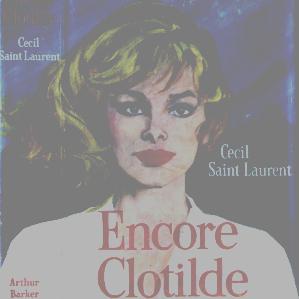 Cecil
Saint Laurent
Cecil
Saint Laurent
Encore
Clotilde
Arthur
Barker